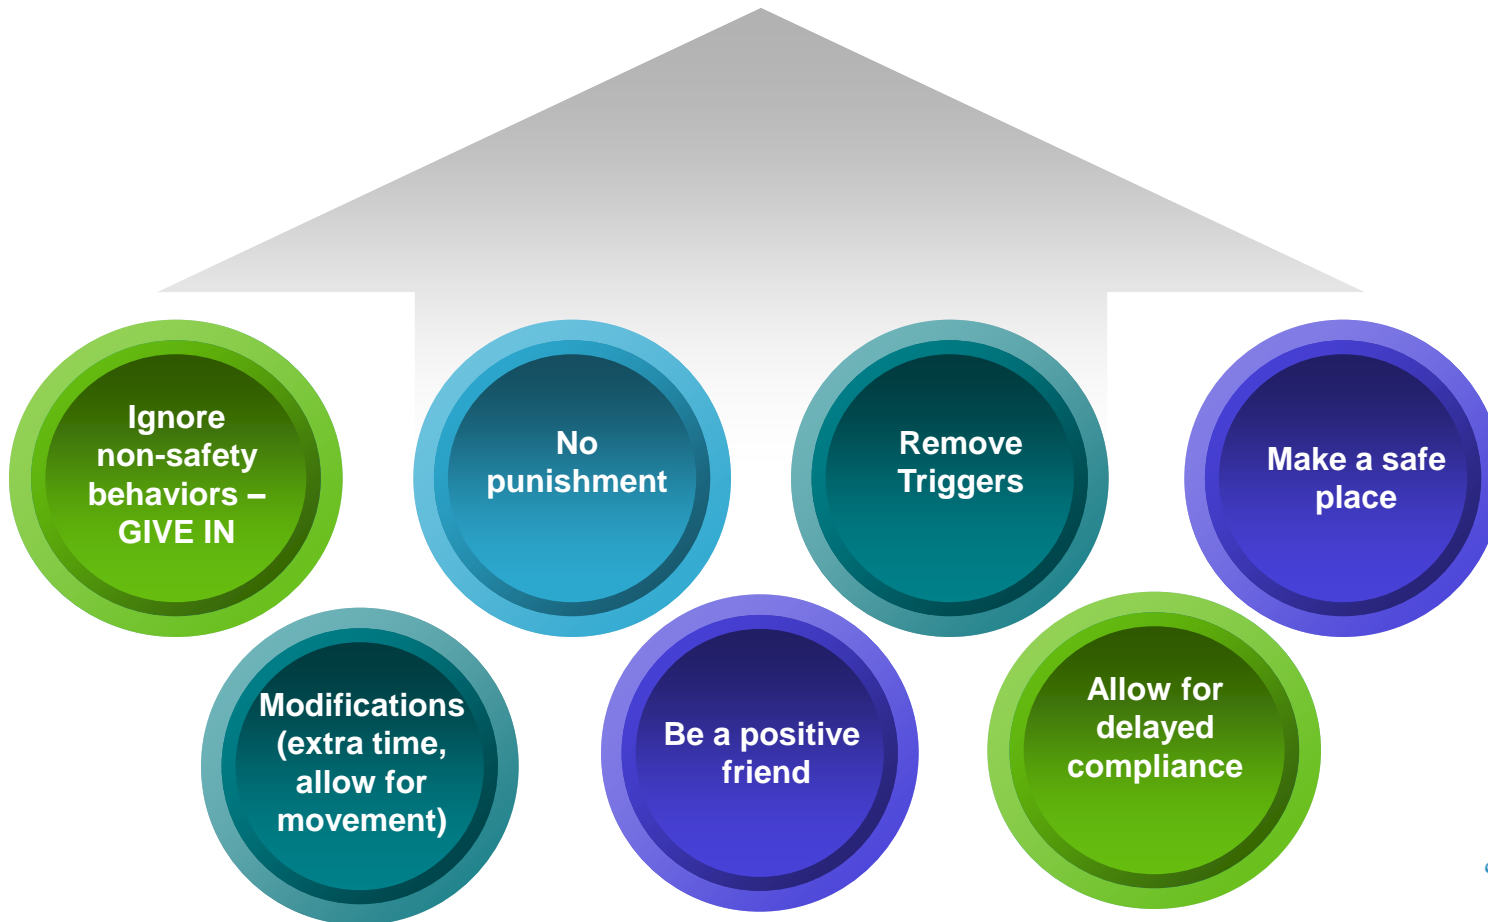 Ignore
non-safety
behaviors –
GIVE IN
No
punishment
Remove
Triggers
Make a safe
place
Modifications
(extra time,
allow for
movement)
Be a positive
friend
Allow for
delayed
compliance